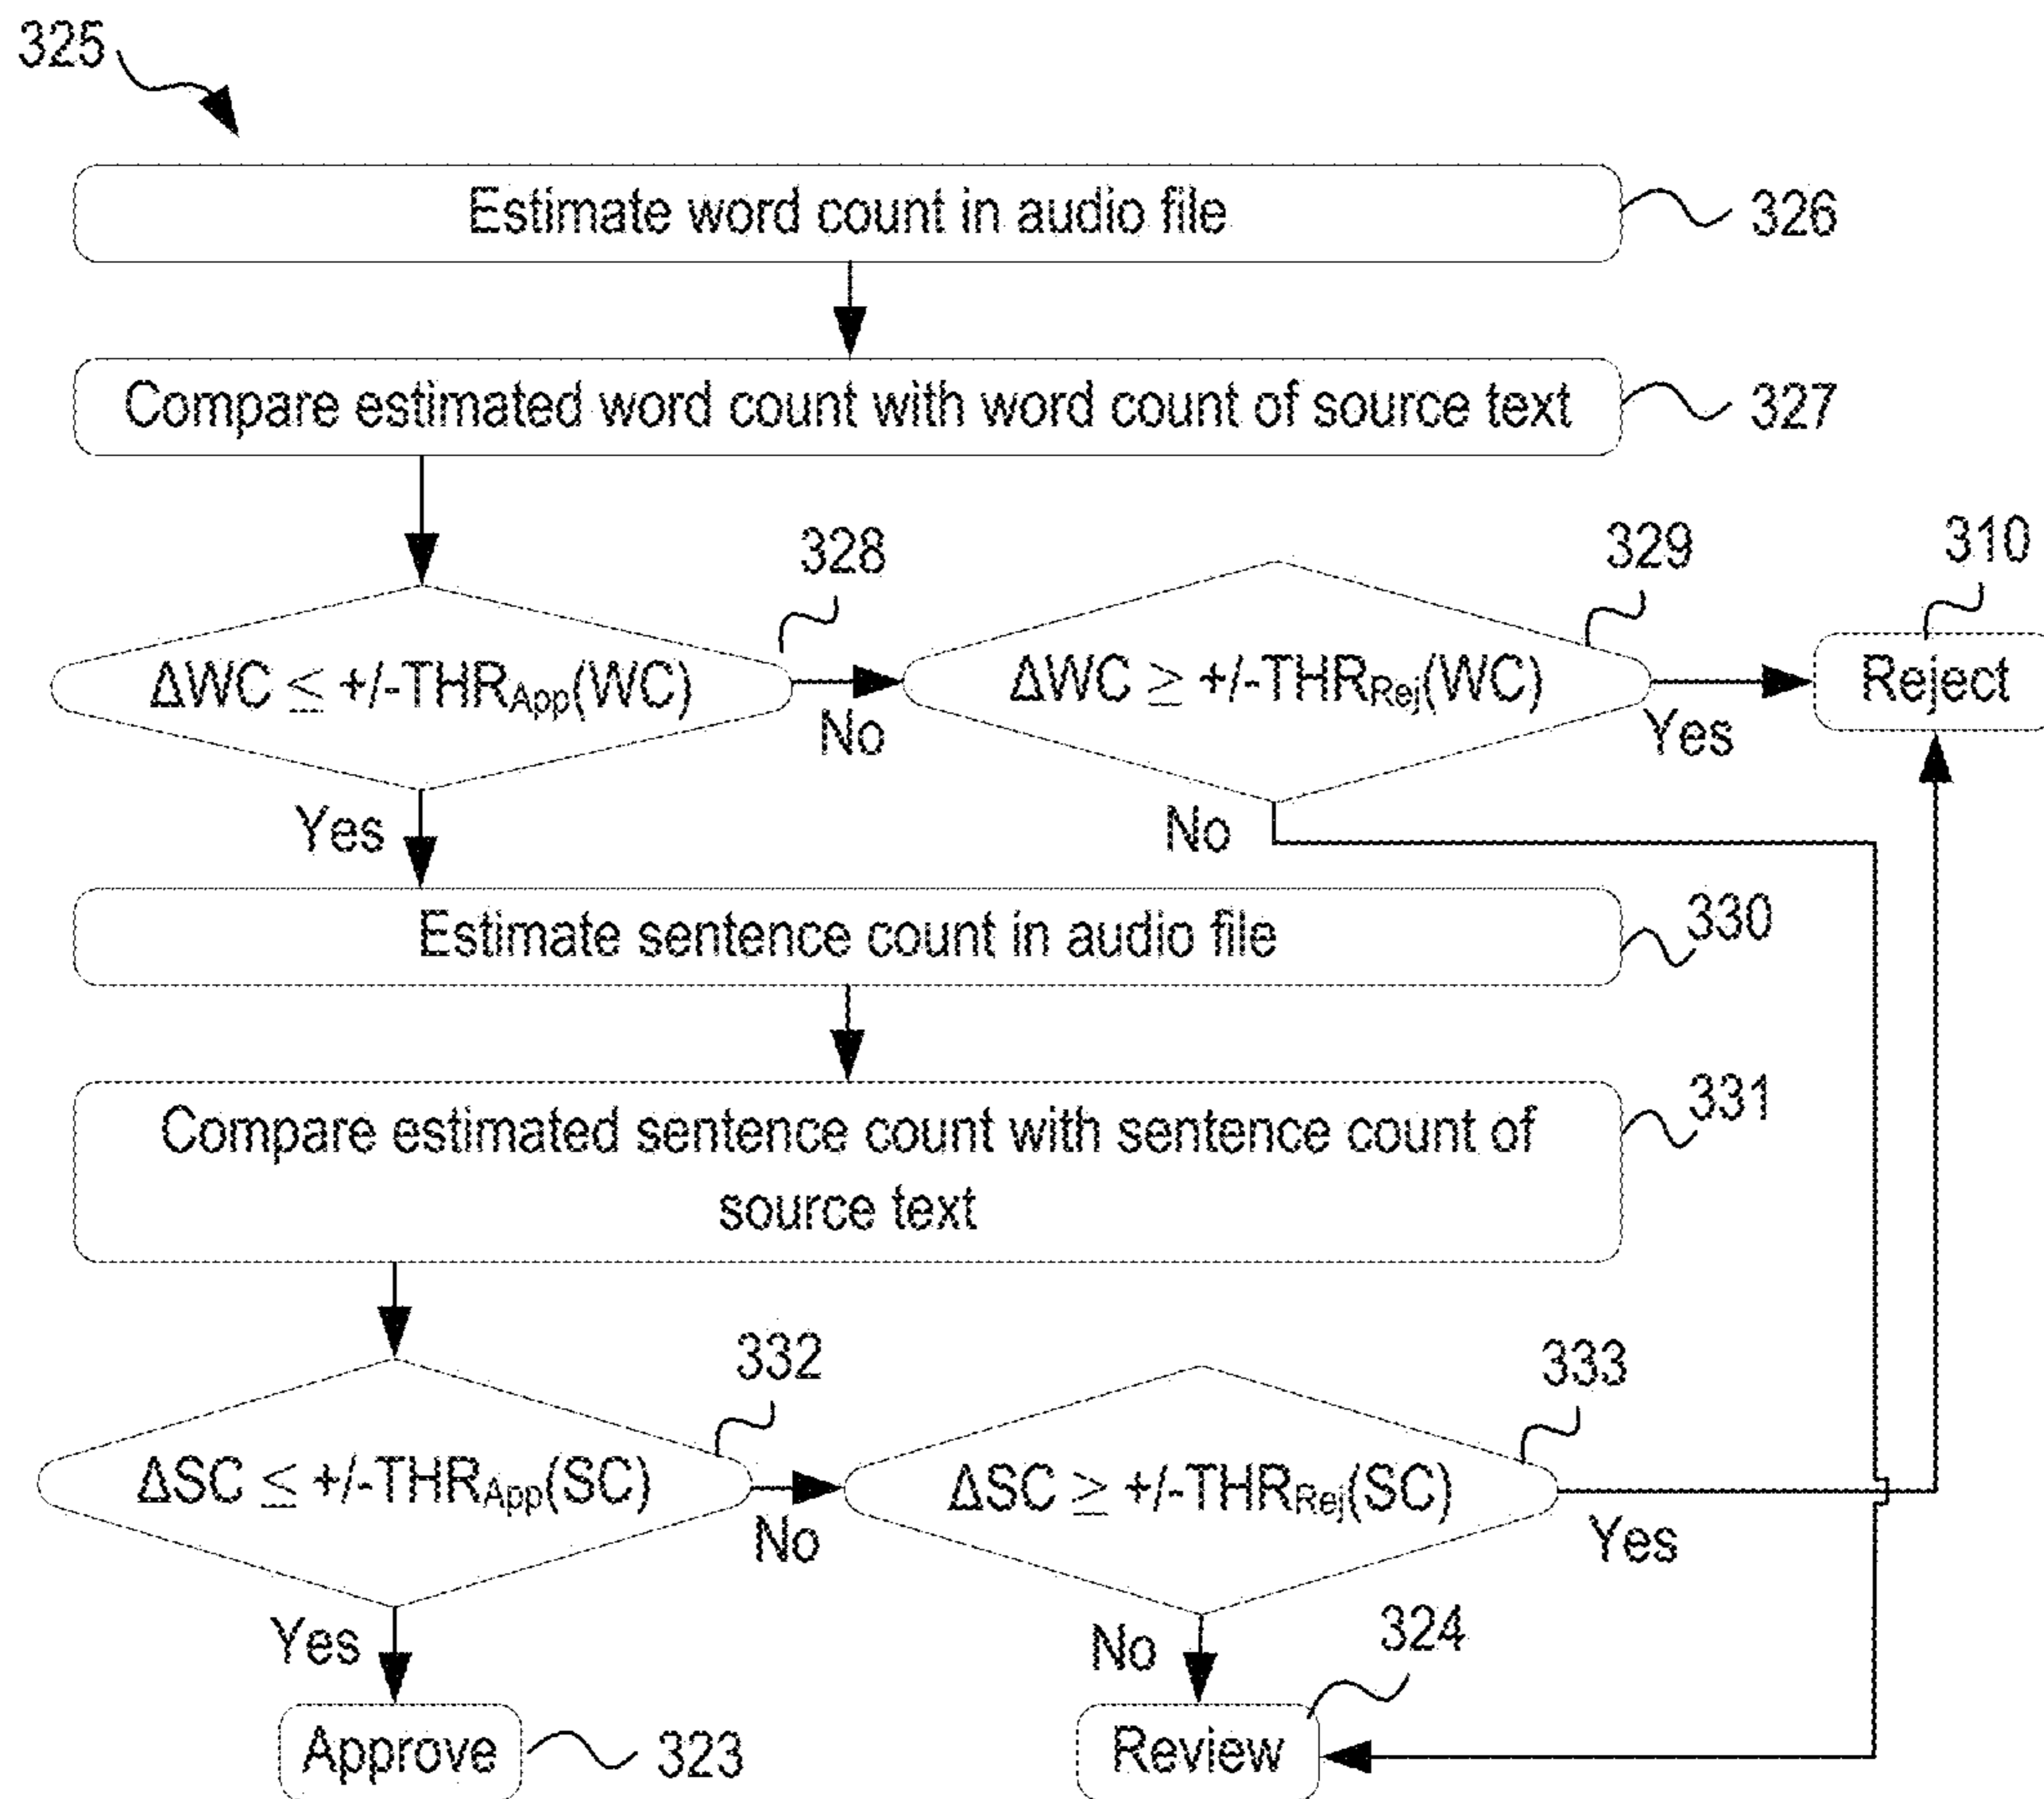 325
Estimate word count in audio file
326
Compare estimated word count with word count of source text
327
328
329
310
ΔWC ≤ +/-THRApp(WC)
No
ΔWC ≥ +/-THRRej(WC)
Yes
Reject
Yes
No
Estimate sentence count in audio file
330
Compare estimated sentence count with sentence count of
source text
331
332
333
ΔSC ≤ +/-THRApp(SC)
No
ΔSC ≥ +/-THRRej(SC)
Yes
Yes
No
324
Approve
323
Review